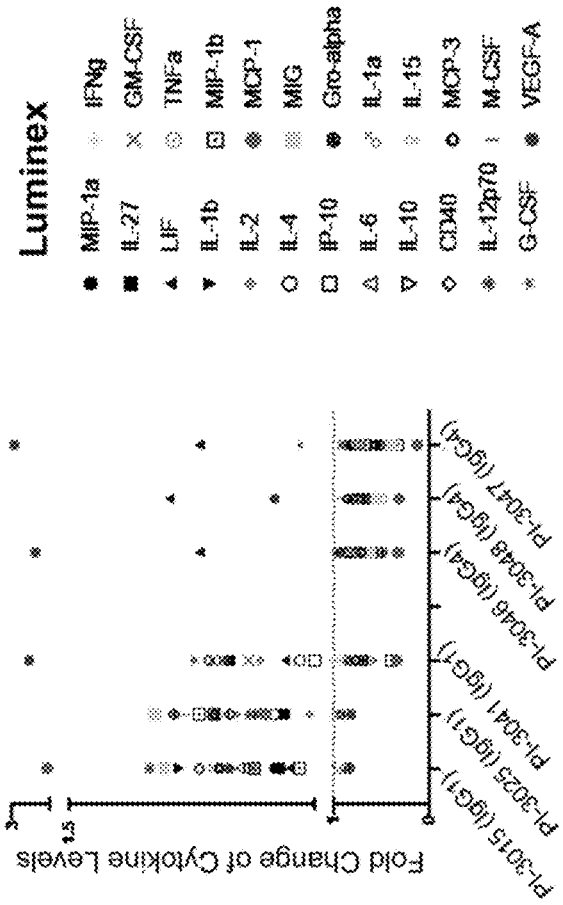 Luminex
MIP-1a
IL-27
LIF
IL-1b
IL-2
IL-4
IP-10
IL-6
IL-10
CD40
IL-12p70
G-CSF
IFNg
GM-CSF
TNFa
MIP-1b
MCP-1
MIG
Gro-alpha
IL-1a
IL-15
MCP-3
M-CSF
VEGF-A
Fold Change of Cytokine Levels
3
1.5
1
0
PI-3015 (IgG1)
PI-3025 (IgG1)
PI-3041 (IgG1)
PI-3046 (IgG4)
PI-3048 (IgG4)
PI-3047 (IgG4)